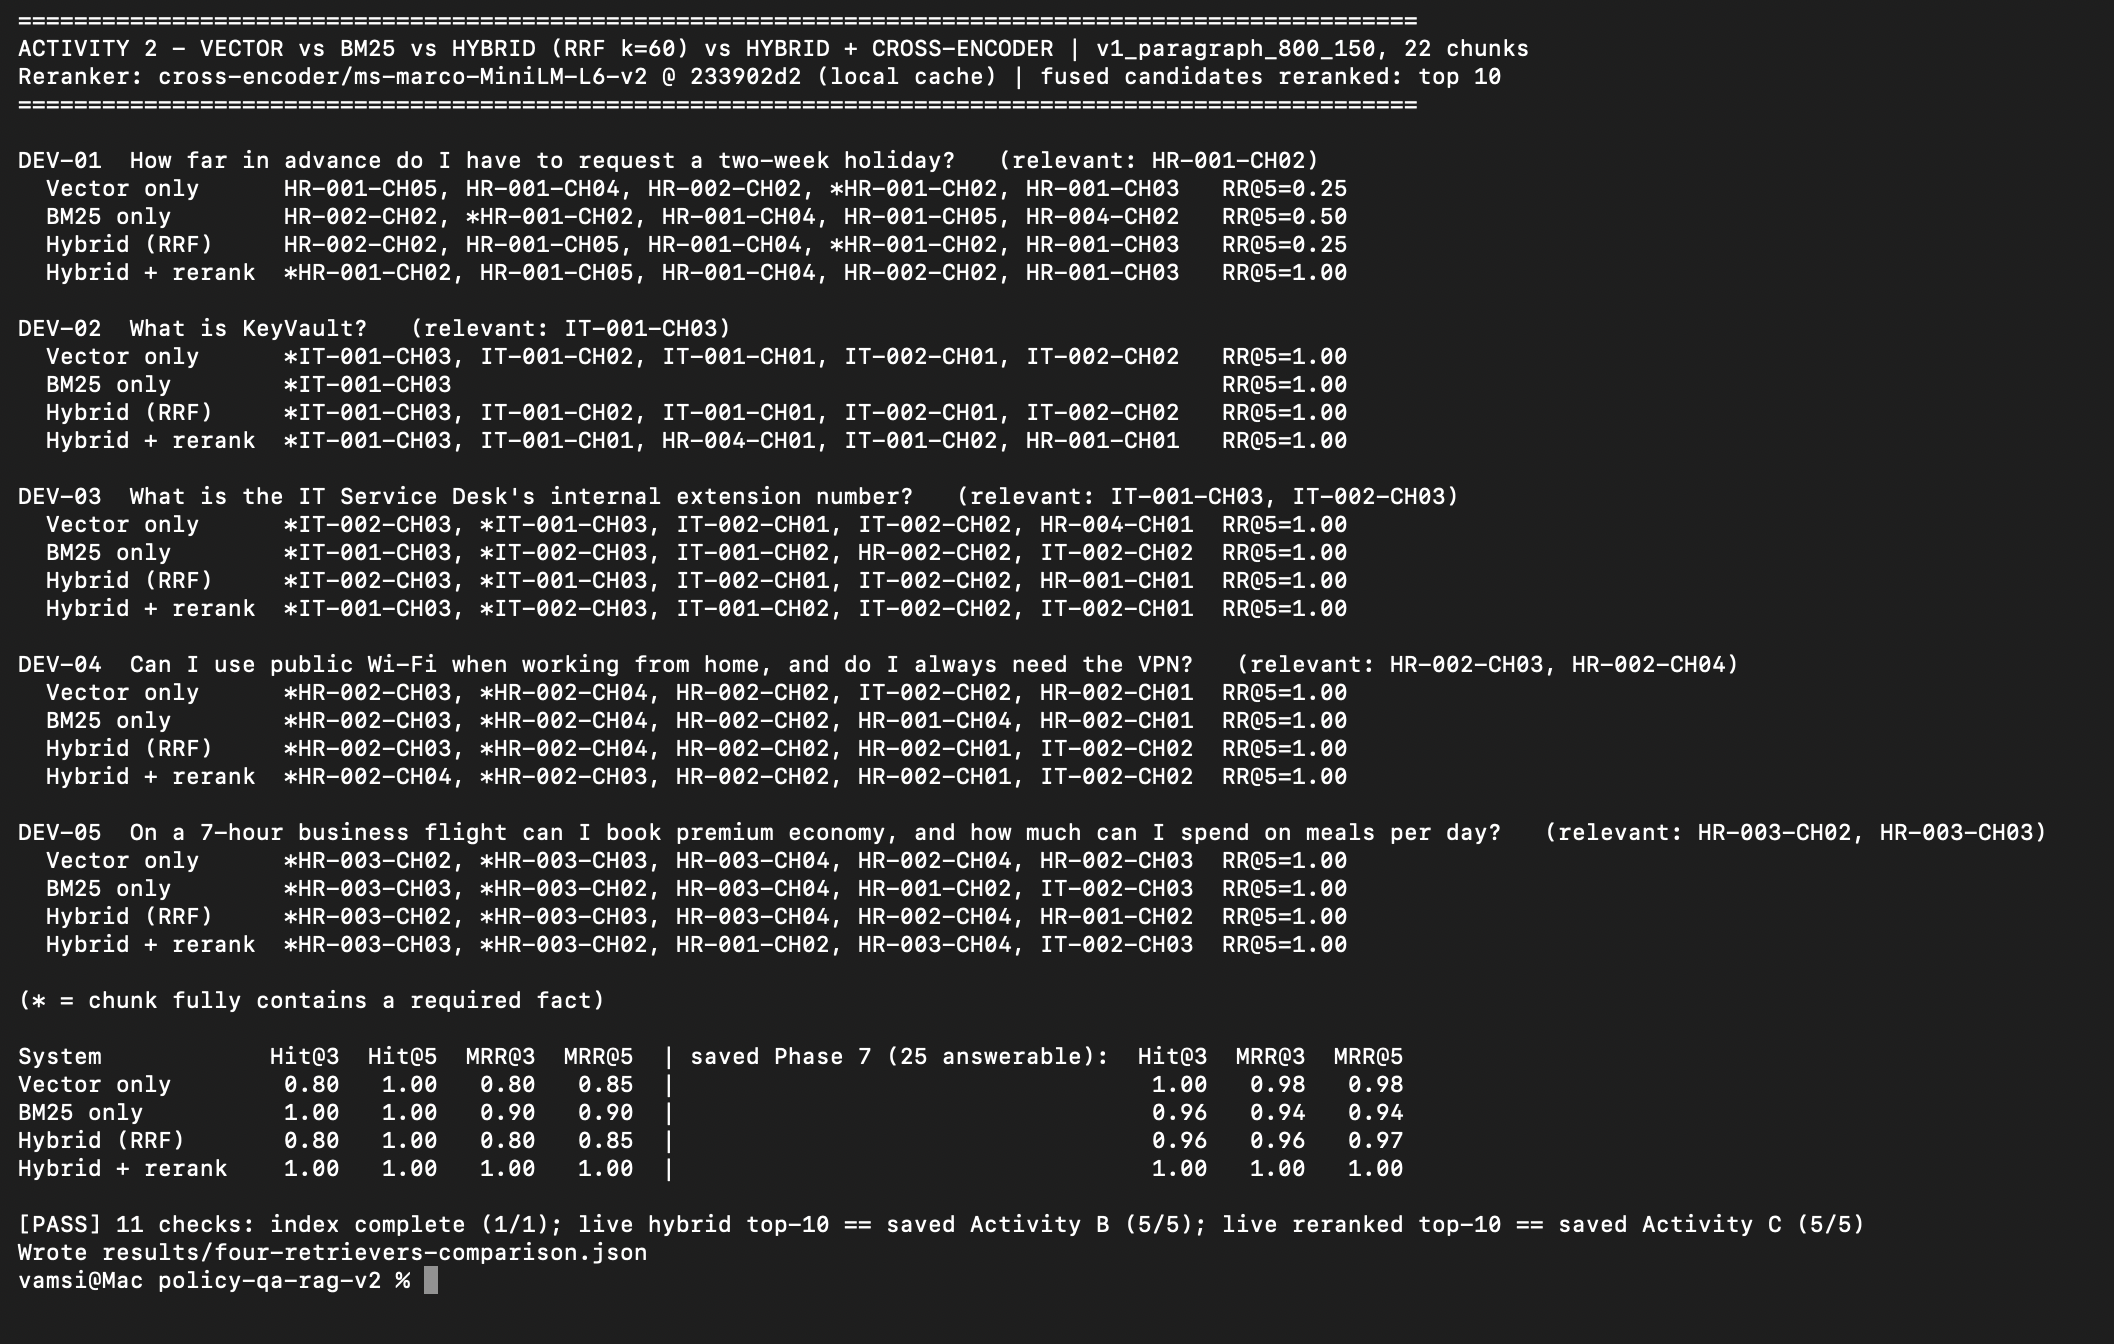 ====================================================================================================
ACTIVITY 2 – VECTOR vs BM25 vs HYBRID (RRF k=60) vs HYBRID + CROSS-ENCODER | v1_paragraph_800_150, 22 chunks
Reranker: cross-encoder/ms-marco-MiniLM-L6-v2 @ 233902d2 (local cache) | fused candidates reranked: top 10
====================================================================================================
DEV-01  How far in advance do I have to request a two-week holiday?   (relevant: HR-001-CH02)
  Vector only      HR-001-CH05, HR-001-CH04, HR-002-CH02, *HR-001-CH02, HR-001-CH03   RR@5=0.25
  BM25 only        HR-002-CH02, *HR-001-CH02, HR-001-CH04, HR-001-CH05, HR-004-CH02   RR@5=0.50
  Hybrid (RRF)     HR-002-CH02, HR-001-CH05, HR-001-CH04, *HR-001-CH02, HR-001-CH03   RR@5=0.25
  Hybrid + rerank  *HR-001-CH02, HR-001-CH05, HR-001-CH04, HR-002-CH02, HR-001-CH03   RR@5=1.00
DEV-02  What is KeyVault?   (relevant: IT-001-CH03)
  Vector only      *IT-001-CH03, IT-001-CH02, IT-001-CH01, IT-002-CH01, IT-002-CH02   RR@5=1.00
  BM25 only        *IT-001-CH03                                                       RR@5=1.00
  Hybrid (RRF)     *IT-001-CH03, IT-001-CH02, IT-001-CH01, IT-002-CH01, IT-002-CH02   RR@5=1.00
  Hybrid + rerank  *IT-001-CH03, IT-001-CH01, HR-004-CH01, IT-001-CH02, HR-001-CH01   RR@5=1.00
DEV-03  What is the IT Service Desk's internal extension number?   (relevant: IT-001-CH03, IT-002-CH03)
  Vector only      *IT-002-CH03, *IT-001-CH03, IT-002-CH01, IT-002-CH02, HR-004-CH01  RR@5=1.00
  BM25 only        *IT-001-CH03, *IT-002-CH03, IT-001-CH02, HR-002-CH02, IT-002-CH02  RR@5=1.00
  Hybrid (RRF)     *IT-002-CH03, *IT-001-CH03, IT-002-CH01, IT-002-CH02, HR-001-CH01  RR@5=1.00
  Hybrid + rerank  *IT-001-CH03, *IT-002-CH03, IT-001-CH02, IT-002-CH02, IT-002-CH01  RR@5=1.00
DEV-04  Can I use public Wi-Fi when working from home, and do I always need the VPN?   (relevant: HR-002-CH03, HR-002-CH04)
  Vector only      *HR-002-CH03, *HR-002-CH04, HR-002-CH02, IT-002-CH02, HR-002-CH01  RR@5=1.00
  BM25 only        *HR-002-CH03, *HR-002-CH04, HR-002-CH02, HR-001-CH04, HR-002-CH01  RR@5=1.00
  Hybrid (RRF)     *HR-002-CH03, *HR-002-CH04, HR-002-CH02, HR-002-CH01, IT-002-CH02  RR@5=1.00
  Hybrid + rerank  *HR-002-CH04, *HR-002-CH03, HR-002-CH02, HR-002-CH01, IT-002-CH02  RR@5=1.00
DEV-05  On a 7-hour business flight can I book premium economy, and how much can I spend on meals per day?   (relevant: HR-003-CH02, HR-003-CH03)
  Vector only      *HR-003-CH02, *HR-003-CH03, HR-003-CH04, HR-002-CH04, HR-002-CH03  RR@5=1.00
  BM25 only        *HR-003-CH03, *HR-003-CH02, HR-003-CH04, HR-001-CH02, IT-002-CH03  RR@5=1.00
  Hybrid (RRF)     *HR-003-CH02, *HR-003-CH03, HR-003-CH04, HR-002-CH04, HR-001-CH02  RR@5=1.00
  Hybrid + rerank  *HR-003-CH03, *HR-003-CH02, HR-001-CH02, HR-003-CH04, IT-002-CH03  RR@5=1.00
(* = chunk fully contains a required fact)
System            Hit@3  Hit@5  MRR@3  MRR@5  | saved Phase 7 (25 answerable):  Hit@3  MRR@3  MRR@5
Vector only        0.80   1.00   0.80   0.85  |                                  1.00   0.98   0.98
BM25 only          1.00   1.00   0.90   0.90  |                                  0.96   0.94   0.94
Hybrid (RRF)       0.80   1.00   0.80   0.85  |                                  0.96   0.96   0.97
Hybrid + rerank    1.00   1.00   1.00   1.00  |                                  1.00   1.00   1.00
[PASS] 11 checks: index complete (1/1); live hybrid top-10 == saved Activity B (5/5); live reranked top-10 == saved Activity C (5/5)
Wrote results/four-retrievers-comparison.json
vamsi@Mac policy-qa-rag-v2 %